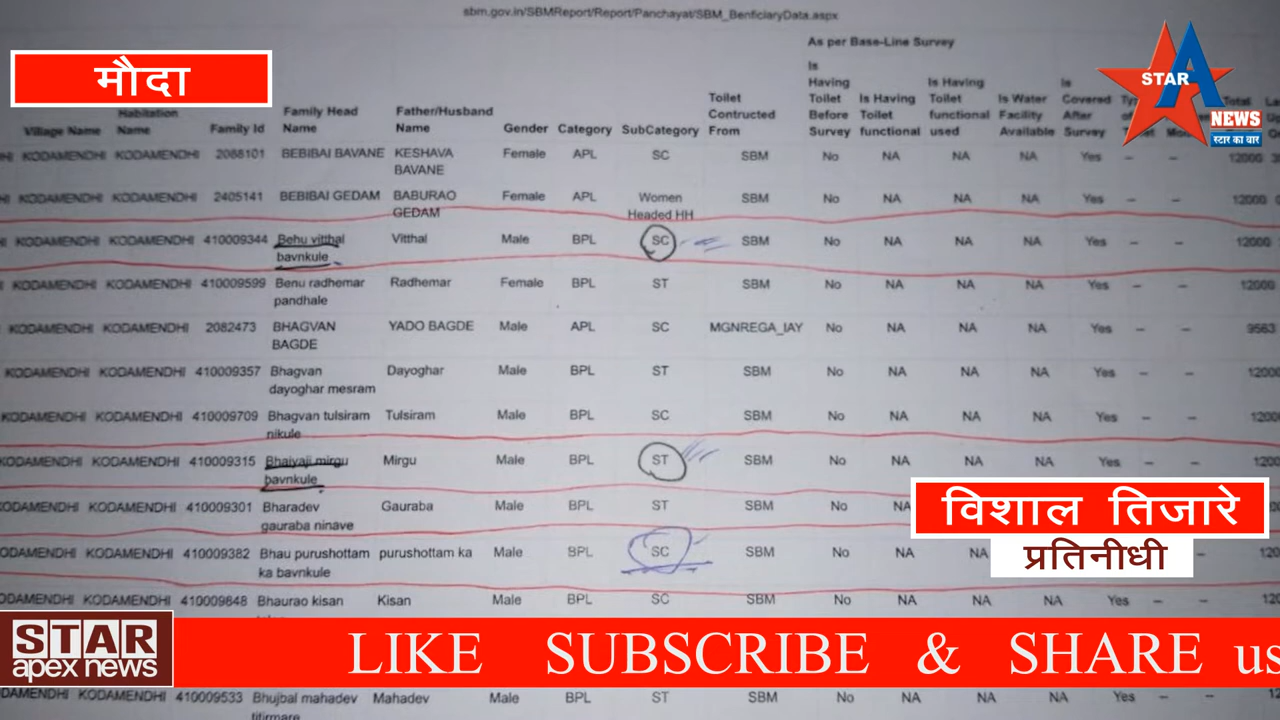 sbm.gov.in/SBMReport/Report/Panchayat/SBM_BenficiaryData.aspx
मौदा
As per Base-Line Survey
STAR
A
NEWS
स्टार का वार
Village Name Habitation Name Family Id Family Head Name Father/Husband Name Gender Category SubCategory Toilet Contructed From Is Having Toilet Before Survey Is Having Toilet functional Is Having Toilet functional used Is Water Facility Available Is Covered After Survey Total
KODAMENDHI KODAMENDHI 2088101 BEBIBAI BAVANE KESHAVA BAVANE Female APL SC SBM No NA NA NA Yes – – 12000
KODAMENDHI KODAMENDHI 2405141 BEBIBAI GEDAM BABURAO GEDAM Female APL Women Headed HH SBM No NA NA NA Yes – – 12000
KODAMENDHI KODAMENDHI 410009344 Behu vitthal bavnkule Vitthal Male BPL SC SBM No NA NA NA Yes – – 12000
KODAMENDHI KODAMENDHI 410009599 Benu radhemar pandhale Radhemar Female BPL ST SBM No NA NA NA Yes – – 12000
KODAMENDHI KODAMENDHI 2082473 BHAGVAN BAGDE YADO BAGDE Male APL SC MGNREGA_IAY No NA NA NA Yes – – 9563
KODAMENDHI KODAMENDHI 410009357 Bhagvan dayoghar mesram Dayoghar Male BPL ST SBM No NA NA NA Yes – – 12000
KODAMENDHI KODAMENDHI 410009709 Bhagvan tulsiram nikule Tulsiram Male BPL SC SBM No NA NA NA Yes – – 1200
KODAMENDHI KODAMENDHI 410009315 Bhaiyaji mirgu bavnkule Mirgu Male BPL ST SBM No NA NA NA Yes – – 1200
KODAMENDHI KODAMENDHI 410009301 Bharadev gauraba ninave Gauraba Male BPL ST SBM No NA
विशाल तिजारे
प्रतिनीधी
KODAMENDHI KODAMENDHI 410009382 Bhau purushottam ka bavnkule purushottam ka Male BPL SC SBM No NA NA – 120
KODAMENDHI KODAMENDHI 410009648 Bhaurao kisan Kisan Male BPL SC SBM No NA NA NA Yes – – 120
STAR
apex news
LIKE SUBSCRIBE & SHARE us
ODAMENDHI KODAMENDHI 410009533 Bhujbal mahadev titirmare Mahadev Male BPL ST SBM No NA NA NA Yes – – 12